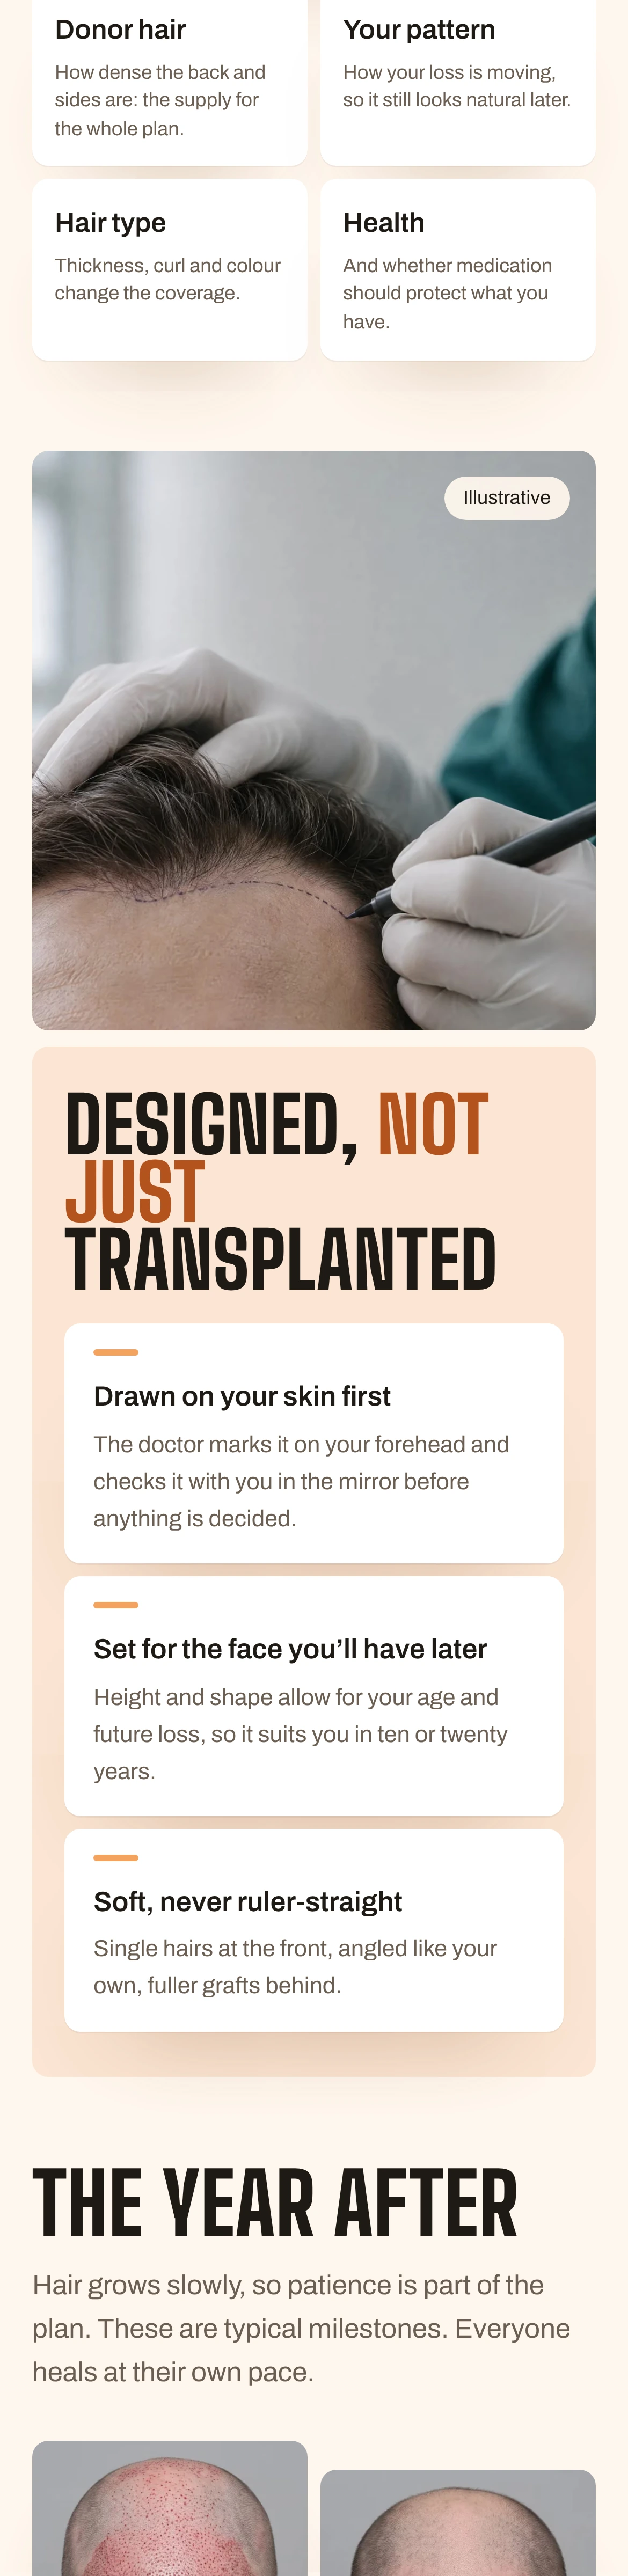 Donor hair
How dense the back and
sides are: the supply for
the whole plan.
Your pattern
How your loss is moving,
so it still looks natural later.
Hair type
Thickness, curl and colour
change the coverage.
Health
And whether medication
should protect what you
have.
Illustrative
DESIGNED, NOT
JUST
TRANSPLANTED
Drawn on your skin first
The doctor marks it on your forehead and
checks it with you in the mirror before
anything is decided.
Set for the face you’ll have later
Height and shape allow for your age and
future loss, so it suits you in ten or twenty
years.
Soft, never ruler-straight
Single hairs at the front, angled like your
own, fuller grafts behind.
THE YEAR AFTER
Hair grows slowly, so patience is part of the
plan. These are typical milestones. Everyone
heals at their own pace.